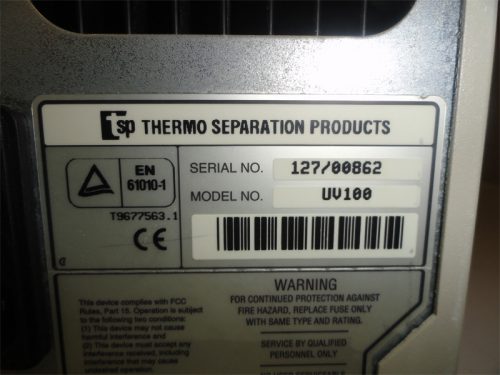 tsp THERMO SEPARATION PRODUCTS
EN
61010-1
T9677563.1
CE
SERIAL NO. 127/00862
MODEL NO. UV100
This device complies with FCC
Rules, Part 15. Operation is subject
to the following two conditions:
(1) This device may not cause
harmful interference and
(2) This device must accept any
interference received, including
interference that may cause
undesired operation.
WARNING
FOR CONTINUED PROTECTION AGAINST
FIRE HAZARD, REPLACE FUSE ONLY
WITH SAME TYPE AND RATING.
SERVICE BY QUALIFIED
PERSONNEL ONLY